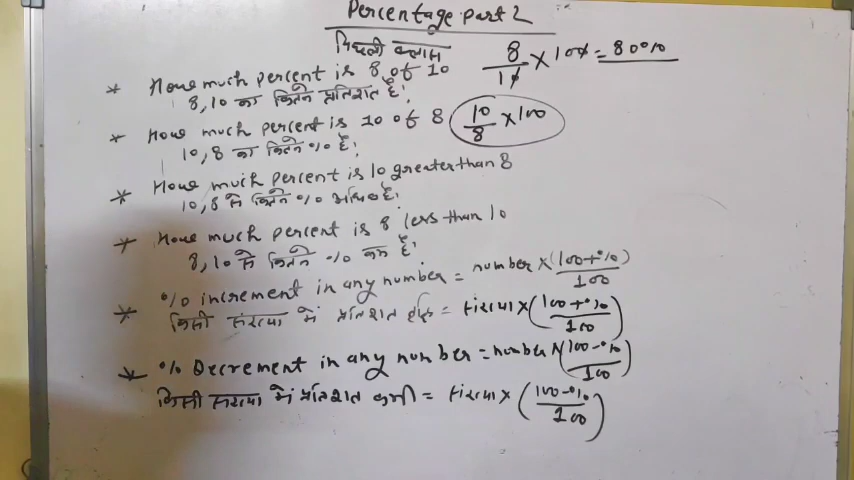 Percentage Part 2
पिछली क्लास
* How much percent is 8 of 10 8/10 × 100 = 80%
8, 10 का कितने प्रतिशत है।
* How much percent is 10 of 8 (10/8 × 100)
10, 8 का कितने % है।
* How much percent is 10 greater than 8
10, 8 से कितने % अधिक है।
* How much percent is 8 less than 10
8, 10 से कितने % कम है।
* % increment in any number = number × (100+%)/100
किसी संख्या में प्रतिशत वृद्धि = संख्या × (100+%/100)
* % Decrement in any number = number × (100-%/100)
किसी संख्या में प्रतिशत कमी = संख्या × (100-%/100)